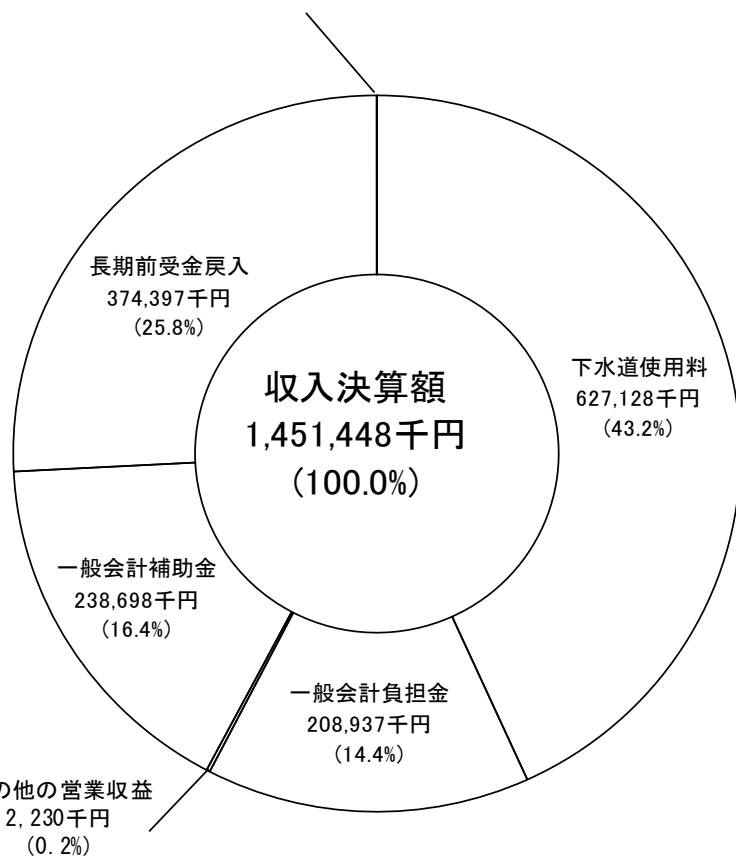 長期前受金戻入
374,397千円
(25.8%)
下水道使用料
627,128千円
(43.2%)
収入決算額
1,451,448千円
(100.0%)
一般会計補助金
238,698千円
(16.4%)
一般会計負担金
208,937千円
(14.4%)
の他の営業収益
2,230千円
(0.2%)